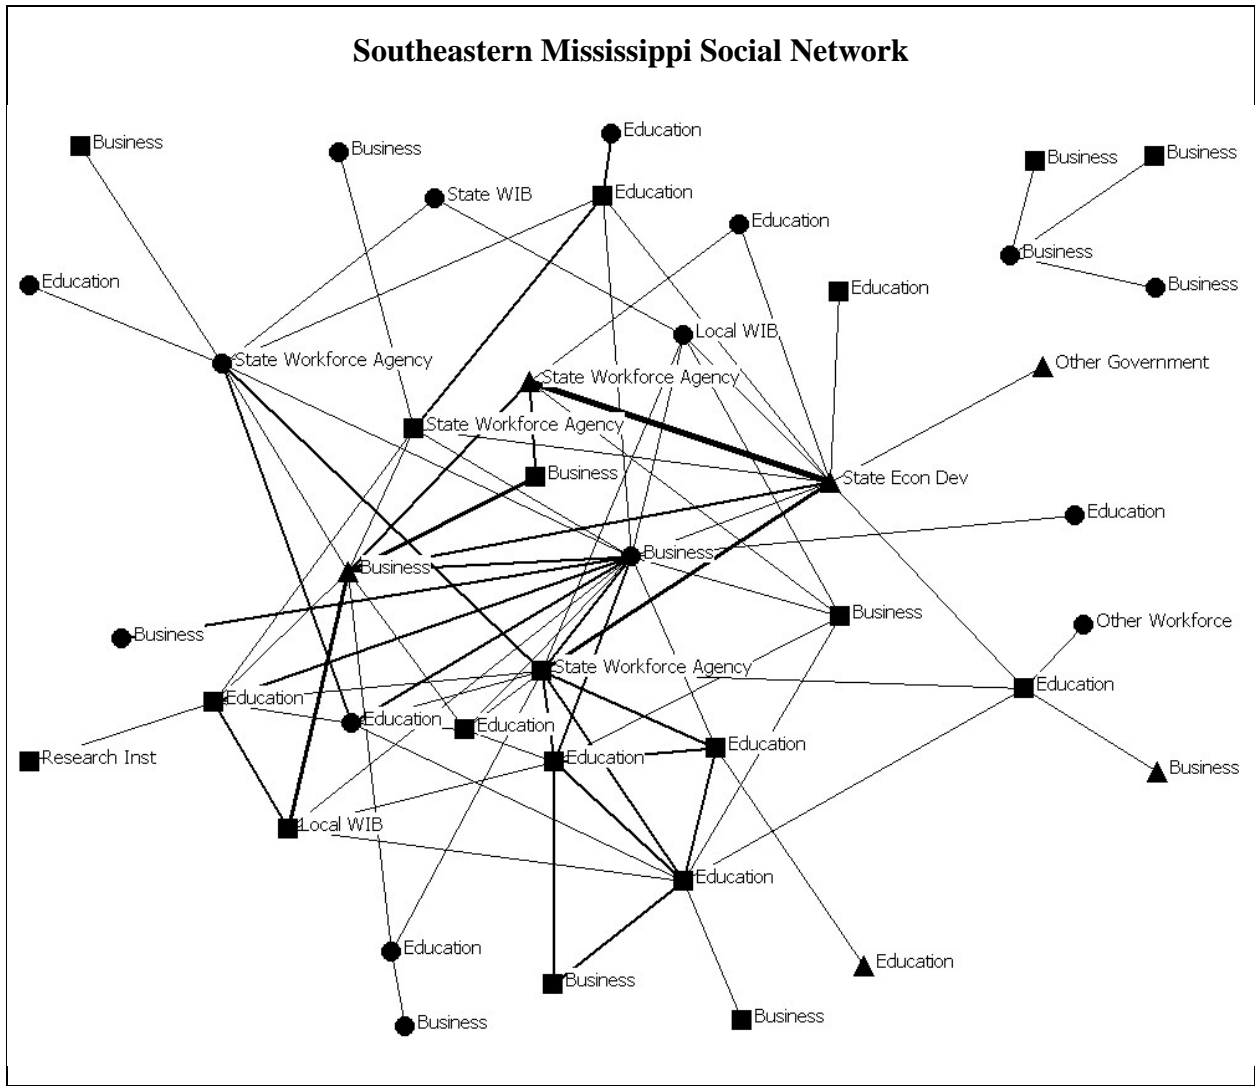 Southeastern Mississippi Social Network
Education
Business
Business
Business
Business
State WIB
Education
Education
Business
Education
Business
Education
Local WIB
State Workforce Agency
Other Government
State Workforce Agency
State Workforce Agency
Business
State Econ Dev
Education
Business
Business
Business
Other Workforce
Business
State Workforce Agency
Education
Education
Education
Education
Education
Research Inst
Education
Business
Local WIB
Education
Education
Education
Business
Business
Business